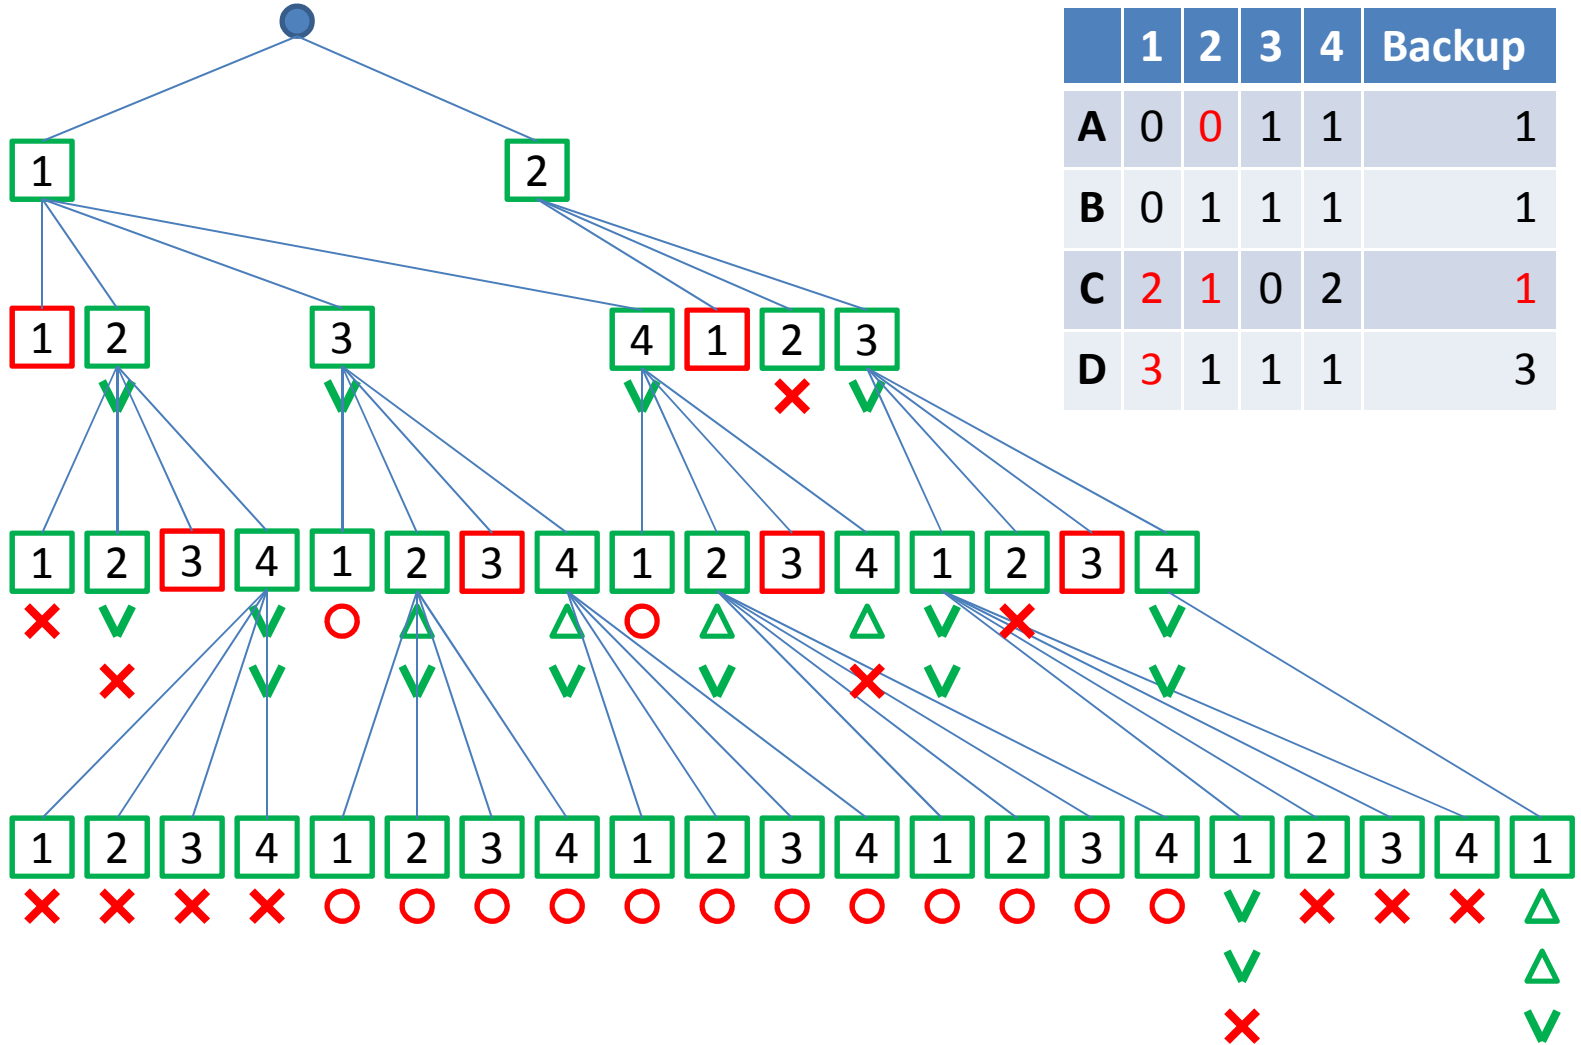 1 2 3 4 Backup
A 0 0 1 1 1
B 0 1 1 1 1
C 2 1 0 2 1
D 3 1 1 1 3
1 2
1 2 3 4 1 2 3
1 2 3 4 1 2 3 4 1 2 3 4 1 2 3 4
1 2 3 4 1 2 3 4 1 2 3 4 1 2 3 4 1 2 3 4 1